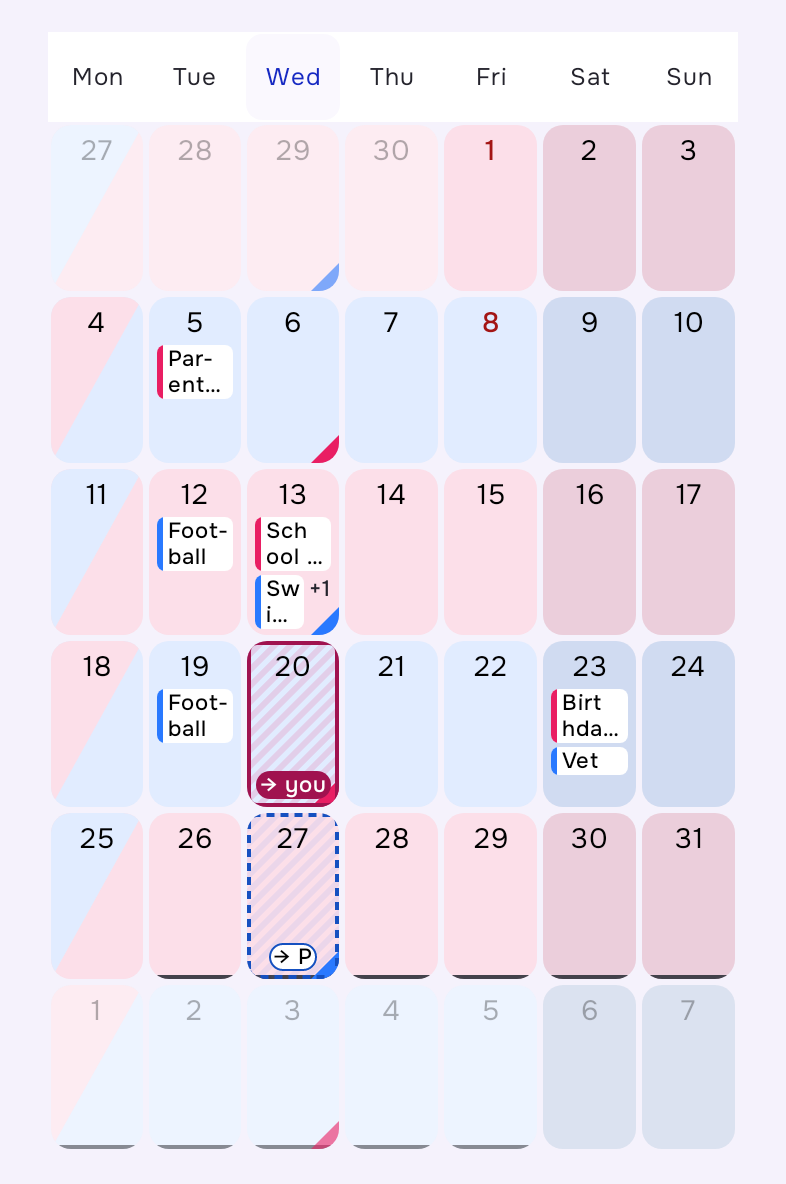 Mon Tue Wed Thu Fri Sat Sun
27 28 29 30 1 2 3
4 5 6 7 8 9 10
Par-
ent...
11 12 13 14 15 16 17
Foot-
ball
Sch
ool ...
Sw
i...
+1
18 19 20 21 22 23 24
Foot-
ball
→ you
Birt
hda...
Vet
25 26 27 28 29 30 31
→ P
1 2 3 4 5 6 7